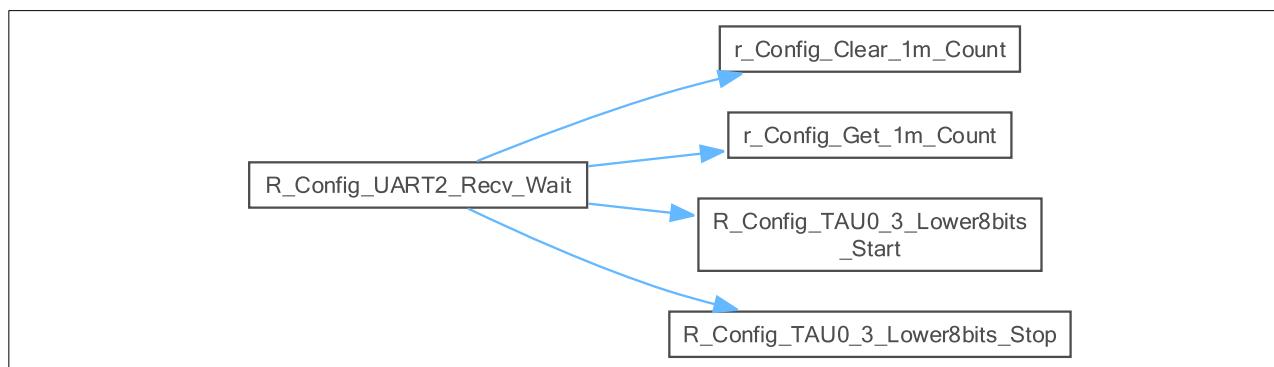 r_Config_Clear_1m_Count
r_Config_Get_1m_Count
R_Config_UART2_Recv_Wait
R_Config_TAU0_3_Lower8bits
_Start
R_Config_TAU0_3_Lower8bits_Stop